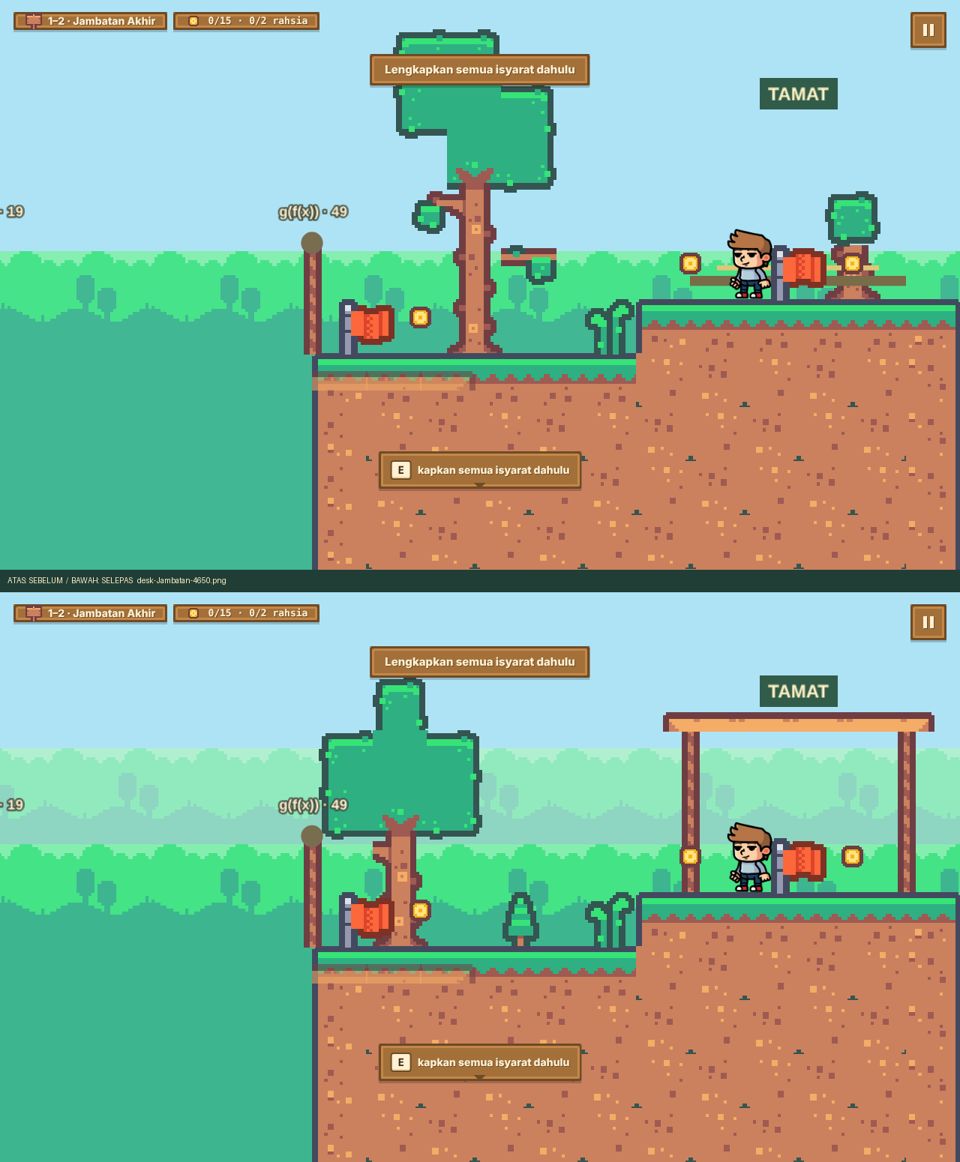 1–2 · Jambatan Akhir
0/15 · 0/2 rahsia
Lengkapkan semua isyarat dahulu
TAMAT
· 19
g(f(x)) · 49
E kapkan semua isyarat dahulu
ATAS SEBELUM / BAWAH: SELEPAS desk-Jambatan-4650.png
1–2 · Jambatan Akhir
0/15 · 0/2 rahsia
Lengkapkan semua isyarat dahulu
TAMAT
· 19
g(f(x)) · 49
E kapkan semua isyarat dahulu